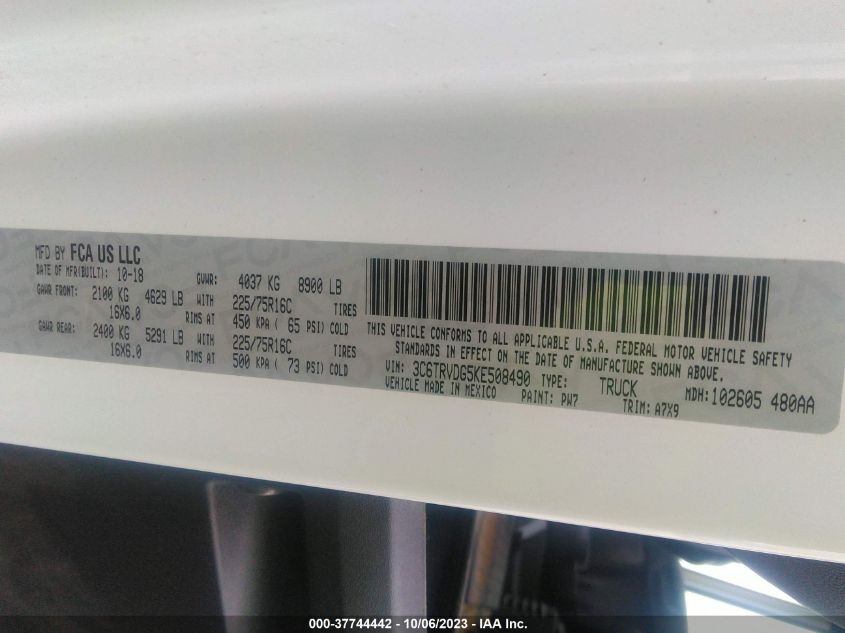 MFD BY FCA US LLC
DATE OF MFR(BUILT): 10-18 GVWR: 4037 KG 8900 LB
GAWR FRONT: 2100 KG 4629 LB WITH 225/75R16C TIRES
16X6.0 RIMS AT 450 KPA ( 65 PSI) COLD
GAWR REAR: 2400 KG 5291 LB WITH 225/75R16C TIRES
16X6.0 RIMS AT 500 KPA ( 73 PSI) COLD
THIS VEHICLE CONFORMS TO ALL APPLICABLE U.S.A. FEDERAL MOTOR VEHICLE SAFETY
STANDARDS IN EFFECT ON THE DATE OF MANUFACTURE SHOWN ABOVE.
VIN: 3C6TRVDG5KE508490 TYPE: TRUCK MDH: 102605 480AA
VEHICLE MADE IN MEXICO PAINT: PW7 TRIM: A7X9
000-37744442 - 10/06/2023 - IAA Inc.